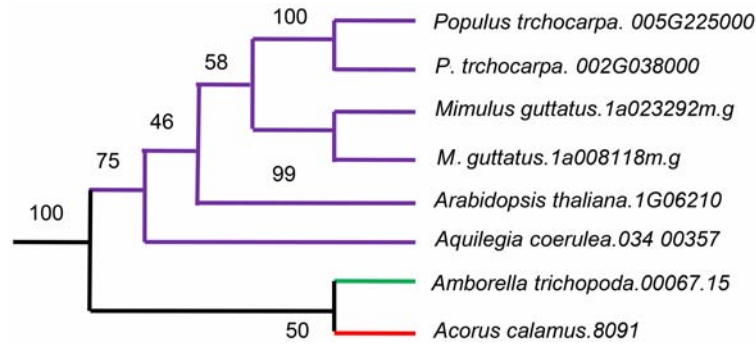 100
Populus trchocarpa. 005G225000
58
P. trchocarpa. 002G038000
46
Mimulus guttatus.1a023292m.g
75
M. guttatus.1a008118m.g
99
100
Arabidopsis thaliana.1G06210
Aquilegia coerulea.034 00357
Amborella trichopoda.00067.15
50
Acorus calamus.8091